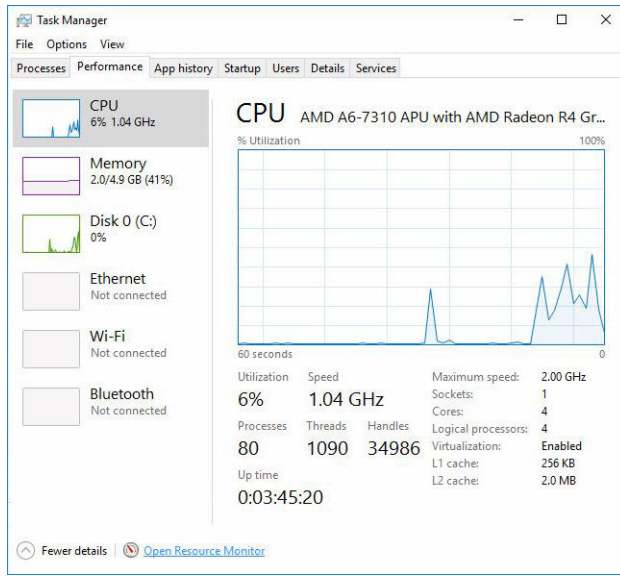 Task Manager
File Options View
Processes Performance App history Startup Users Details Services
CPU
6% 1.04 GHz
Memory
2.0/4.9 GB (41%)
Disk 0 (C:)
0%
Ethernet
Not connected
Wi-Fi
Not connected
Bluetooth
Not connected
CPU AMD A6-7310 APU with AMD Radeon R4 Gr...
% Utilization 100%
60 seconds 0
Utilization Speed
6% 1.04 GHz
Processes Threads Handles
80 1090 34986
Up time
0:03:45:20
Maximum speed: 2.00 GHz
Sockets: 1
Cores: 4
Logical processors: 4
Virtualization: Enabled
L1 cache: 256 KB
L2 cache: 2.0 MB
Fewer details Open Resource Monitor